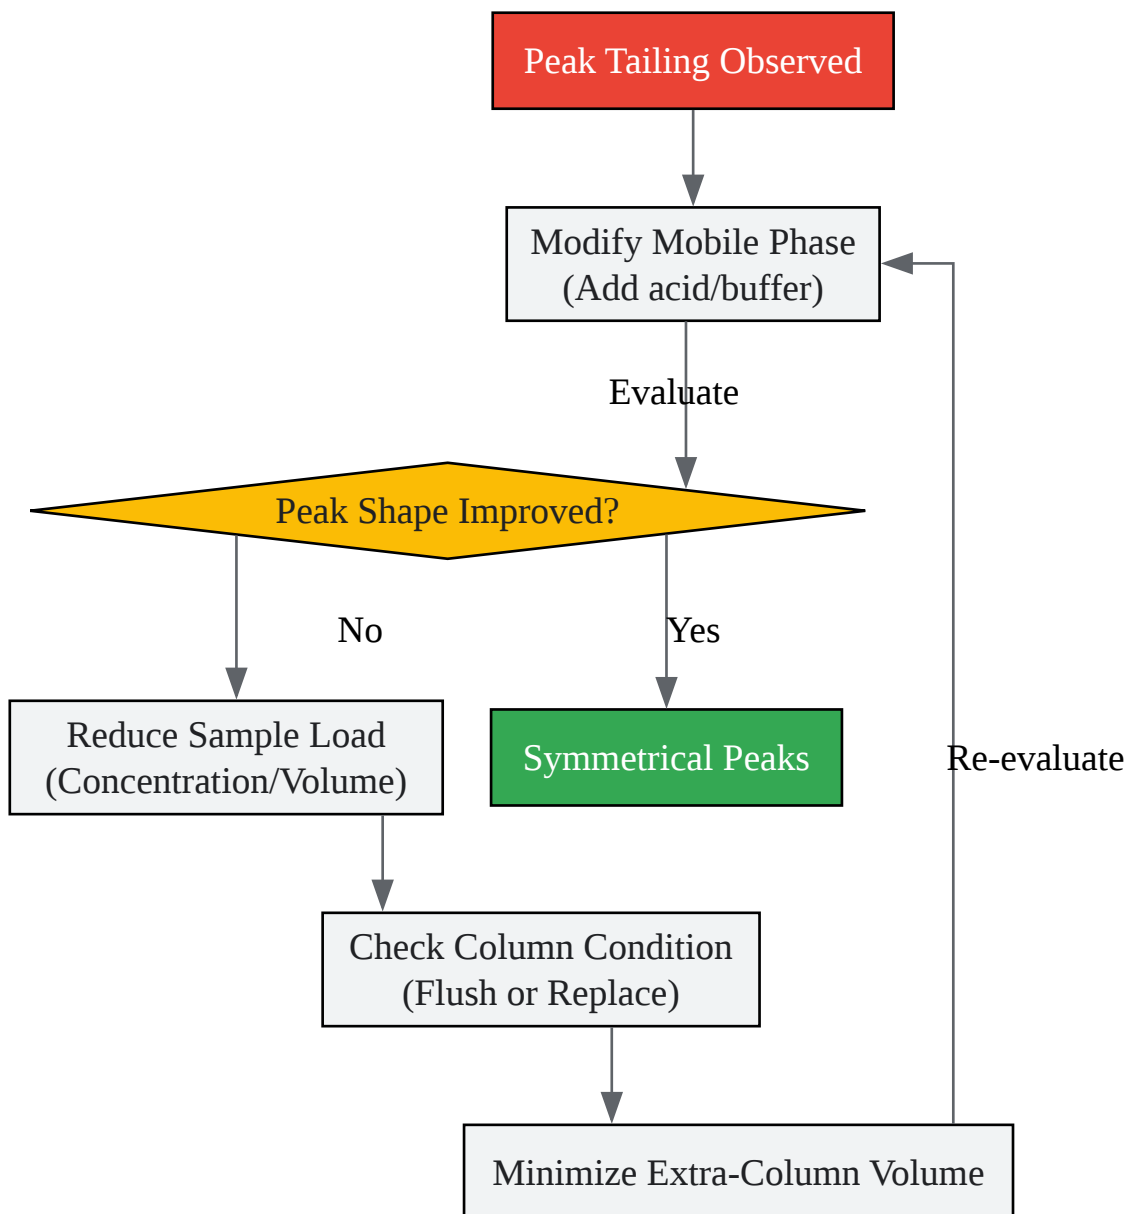 Peak Tailing Observed
Modify Mobile Phase
(Add acid/buffer)
Evaluate
Peak Shape Improved?
No
Yes
Reduce Sample Load
(Concentration/Volume)
Symmetrical Peaks
Re-evaluate
Check Column Condition
(Flush or Replace)
Minimize Extra-Column Volume